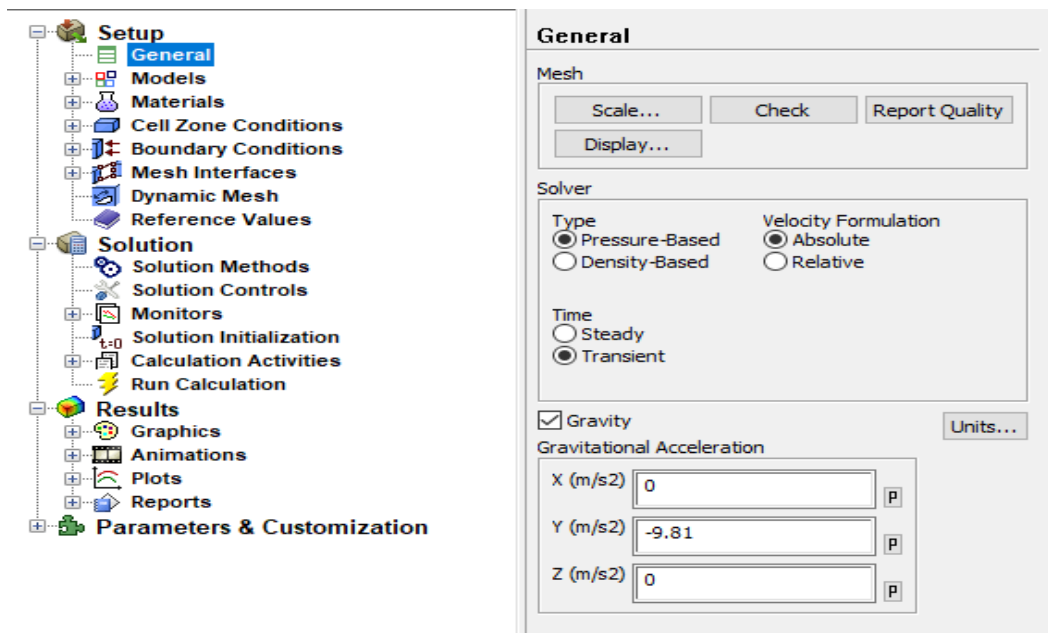 Setup
General
Models
Materials
Cell Zone Conditions
Boundary Conditions
Mesh Interfaces
Dynamic Mesh
Reference Values
Solution
Solution Methods
Solution Controls
Monitors
t=0 Solution Initialization
Calculation Activities
Run Calculation
Results
Graphics
Animations
Plots
Reports
Parameters & Customization
General
Mesh
Scale... Check Report Quality
Display...
Solver
Type Velocity Formulation
Pressure-Based Absolute
Density-Based Relative
Time
Steady
Transient
Gravity Units...
Gravitational Acceleration
X (m/s2) 0 P
Y (m/s2) -9.81 P
Z (m/s2) 0 P